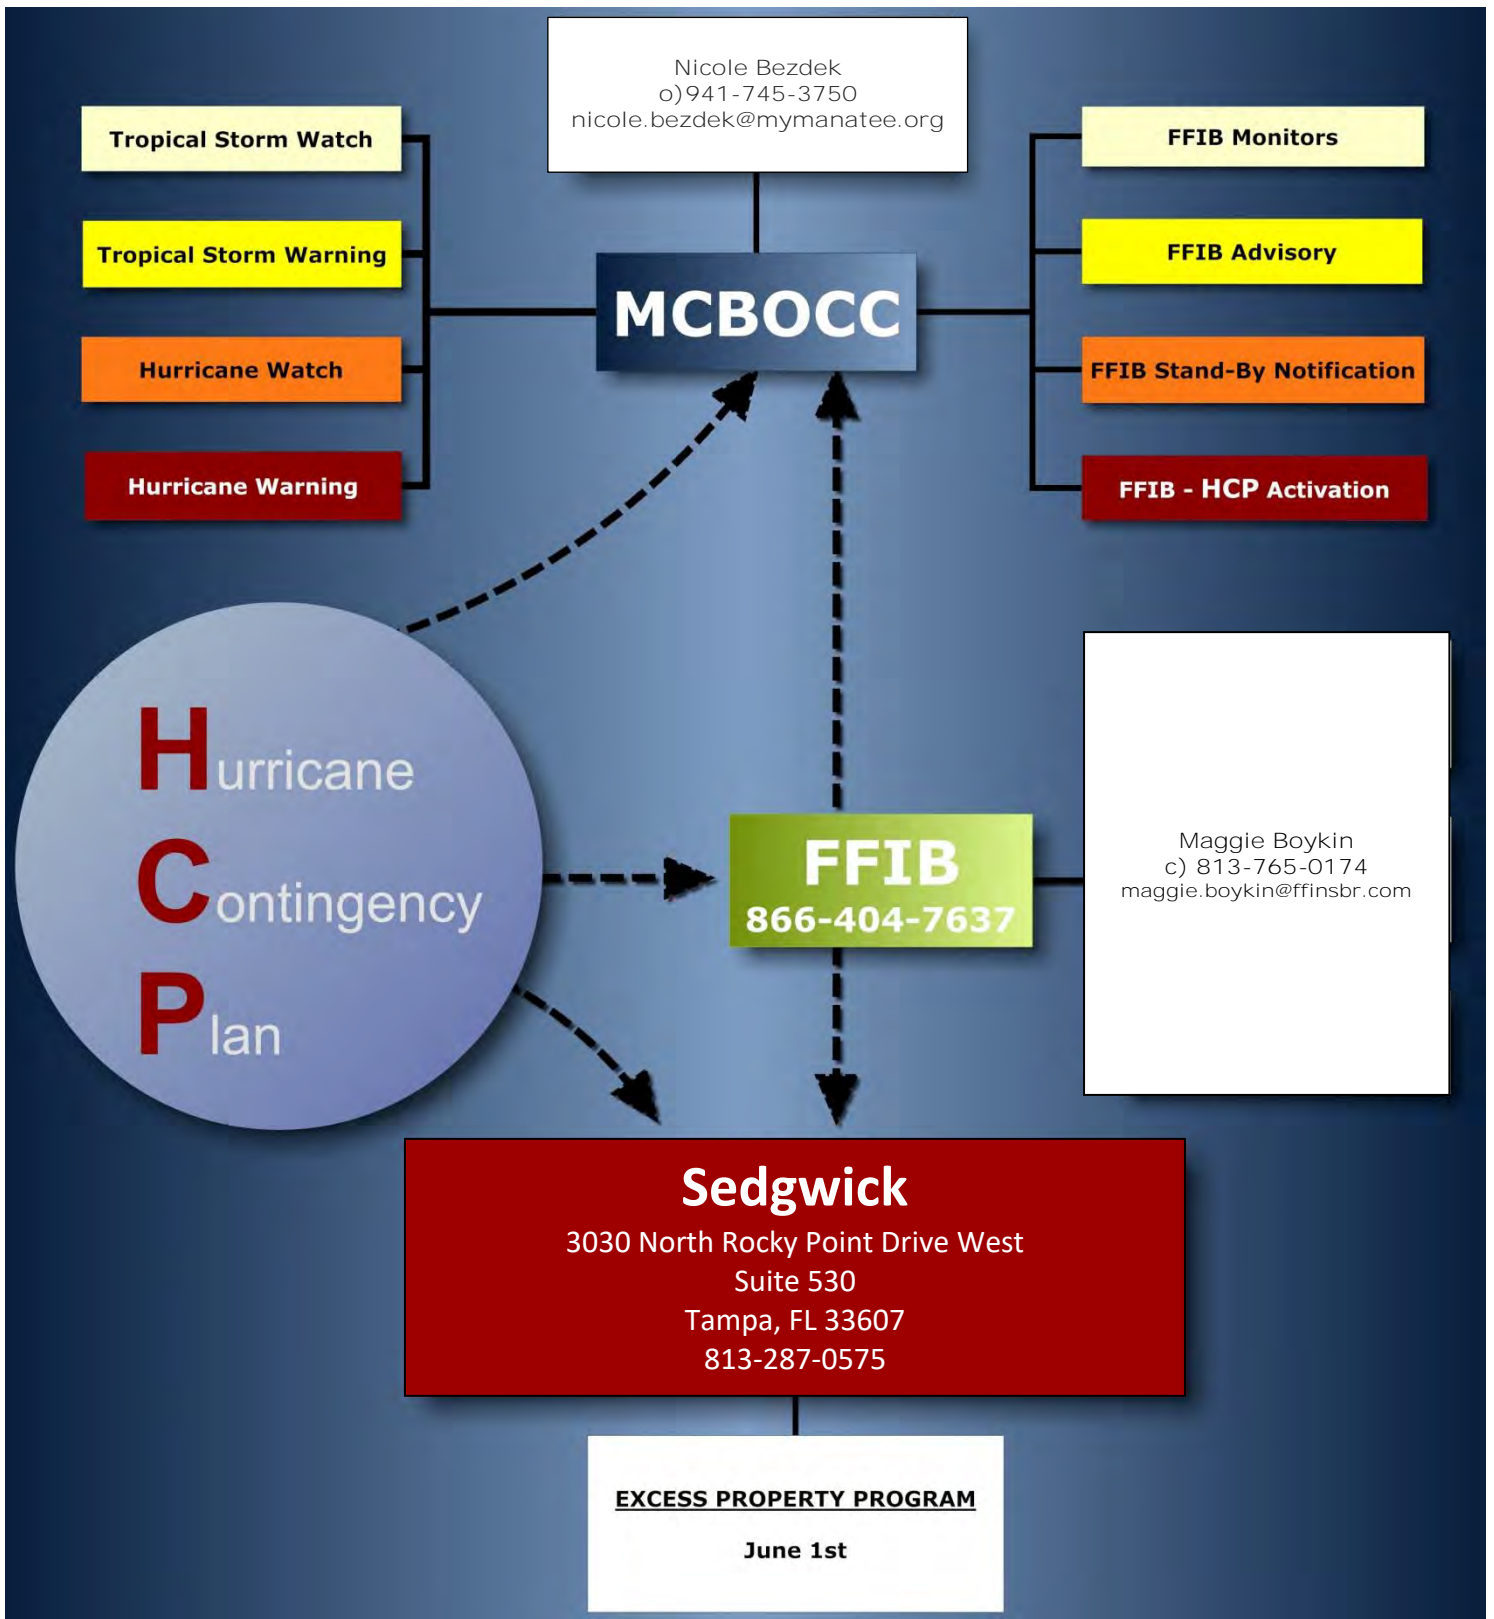 Nicole Bezdek
o)941-745-3750
nicole.bezdek@mymanatee.org
Tropical Storm Watch
Tropical Storm Warning
Hurricane Watch
Hurricane Warning
MCBOCC
FFIB Monitors
FFIB Advisory
FFIB Stand-By Notification
FFIB - HCP Activation
Hurricane
Contingency
Plan
FFIB
866-404-7637
Maggie Boykin
c) 813-765-0174
maggie.boykin@ffinsbr.com
Sedgwick
3030 North Rocky Point Drive West
Suite 530
Tampa, FL 33607
813-287-0575
EXCESS PROPERTY PROGRAM
June 1st